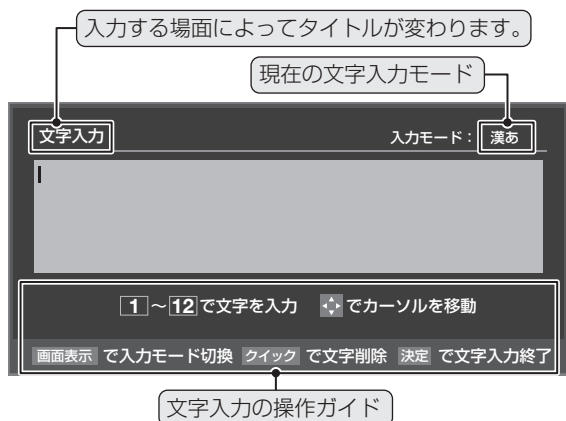 入力する場面によってタイトルが変わります。
現在の文字入力モード
文字入力 入力モード： 漢あ
1～12で文字を入力 でカーソルを移動
画面表示 で入力モード切換 クイック で文字削除 決定 で文字入力終了
文字入力の操作ガイド